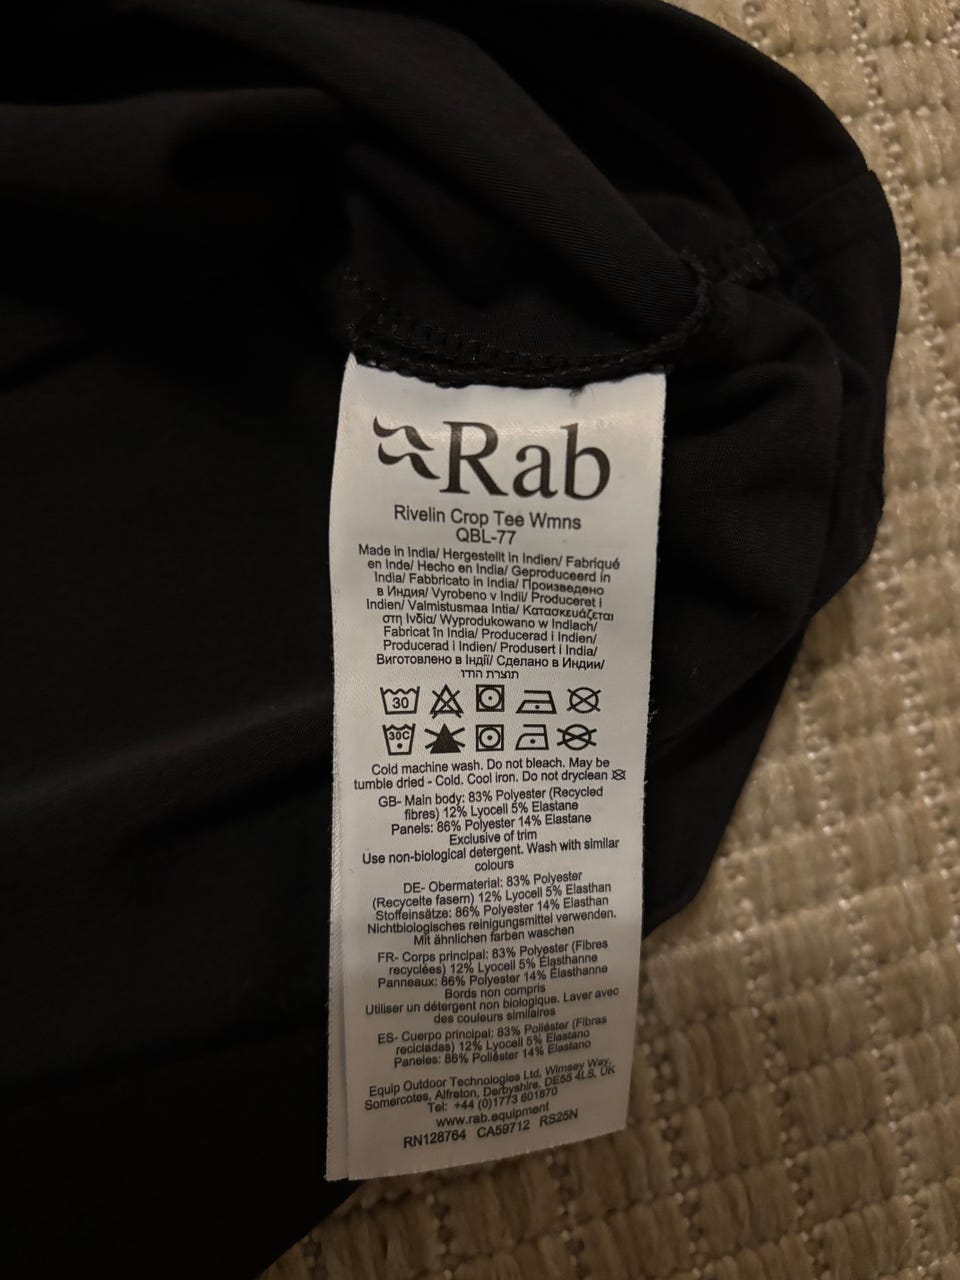 Rab
Rivelin Crop Tee Wmns
QBL-77
Made in India/ Hergestellt in Indien/ Fabriqué
en Inde/ Hecho en India/ Geproduceerd in
India/ Fabbricato in India/ Произведено
в Индия/ Vyrobeno v Indii/ Produceret i
Indien/ Valmistusmaa Intia/ Κατασκευάζεται
στη Ινδία/ Wyprodukowano w Indiach/
Fabricat în India/ Producerad i Indien/
Producerad i Indien/ Produsert i India/
Виготовлено в Індії/ Сделано в Индии/
תוצרת הודו
30
30C
Cold machine wash. Do not bleach. May be
tumble dried - Cold. Cool iron. Do not dryclean
GB- Main body: 83% Polyester (Recycled
fibres) 12% Lyocell 5% Elastane
Panels: 86% Polyester 14% Elastane
Exclusive of trim
Use non-biological detergent. Wash with similar
colours
DE- Obermaterial: 83% Polyester
(Recycelte fasern) 12% Lyocell 5% Elasthan
Stoffeinsätze: 86% Polyester 14% Elasthan
Nichtbiologisches reinigungsmittel verwenden.
Mit ähnlichen farben waschen
FR- Corps principal: 83% Polyester (Fibres
recyclées) 12% Lyocell 5% Élasthanne
Panneaux: 86% Polyester 14% Élasthanne
Bords non compris
Utiliser un détergent non biologique. Laver avec
des couleurs similaires
ES- Cuerpo principal: 83% Poliéster (Fibras
recicladas) 12% Lyocell 5% Elastano
Paneles: 86% Poliéster 14% Elastano
Equip Outdoor Technologies Ltd, Wimsey Way,
Somercotes, Alfreton, Derbyshire, DE55 4LS, UK
Tel: +44 (0)1773 601870
www.rab.equipment
RN128764 CA59712 RS25N